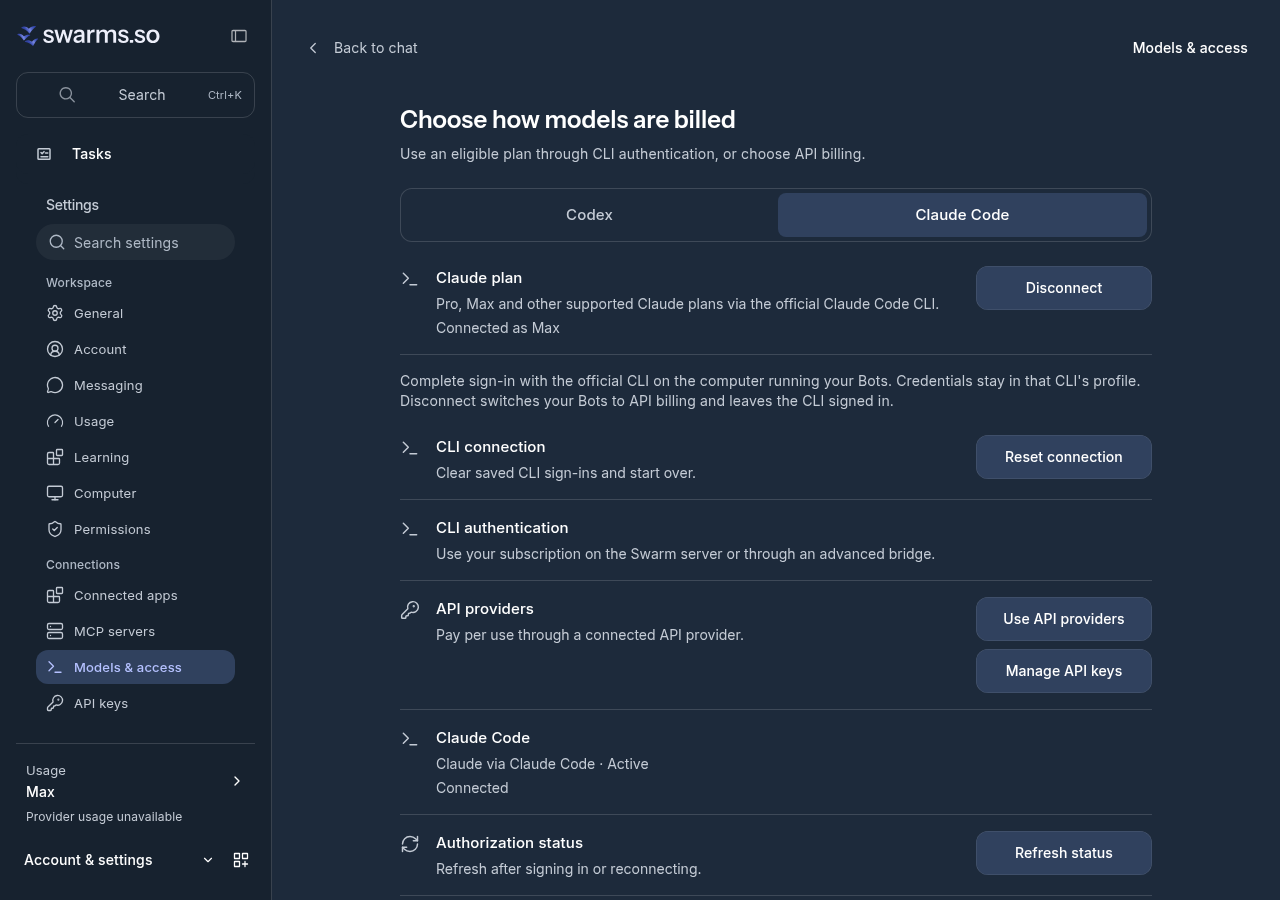 swarms.so
Search
Ctrl+K
Tasks
Settings
Search settings
Workspace
General
Account
Messaging
Usage
Learning
Computer
Permissions
Connections
Connected apps
MCP servers
Models & access
API keys
Usage
Max
Provider usage unavailable
Account & settings
Back to chat
Models & access
Choose how models are billed
Use an eligible plan through CLI authentication, or choose API billing.
Codex
Claude Code
Claude plan
Pro, Max and other supported Claude plans via the official Claude Code CLI.
Connected as Max
Disconnect
Complete sign-in with the official CLI on the computer running your Bots. Credentials stay in that CLI's profile.
Disconnect switches your Bots to API billing and leaves the CLI signed in.
CLI connection
Clear saved CLI sign-ins and start over.
Reset connection
CLI authentication
Use your subscription on the Swarm server or through an advanced bridge.
API providers
Pay per use through a connected API provider.
Use API providers
Manage API keys
Claude Code
Claude via Claude Code · Active
Connected
Authorization status
Refresh after signing in or reconnecting.
Refresh status